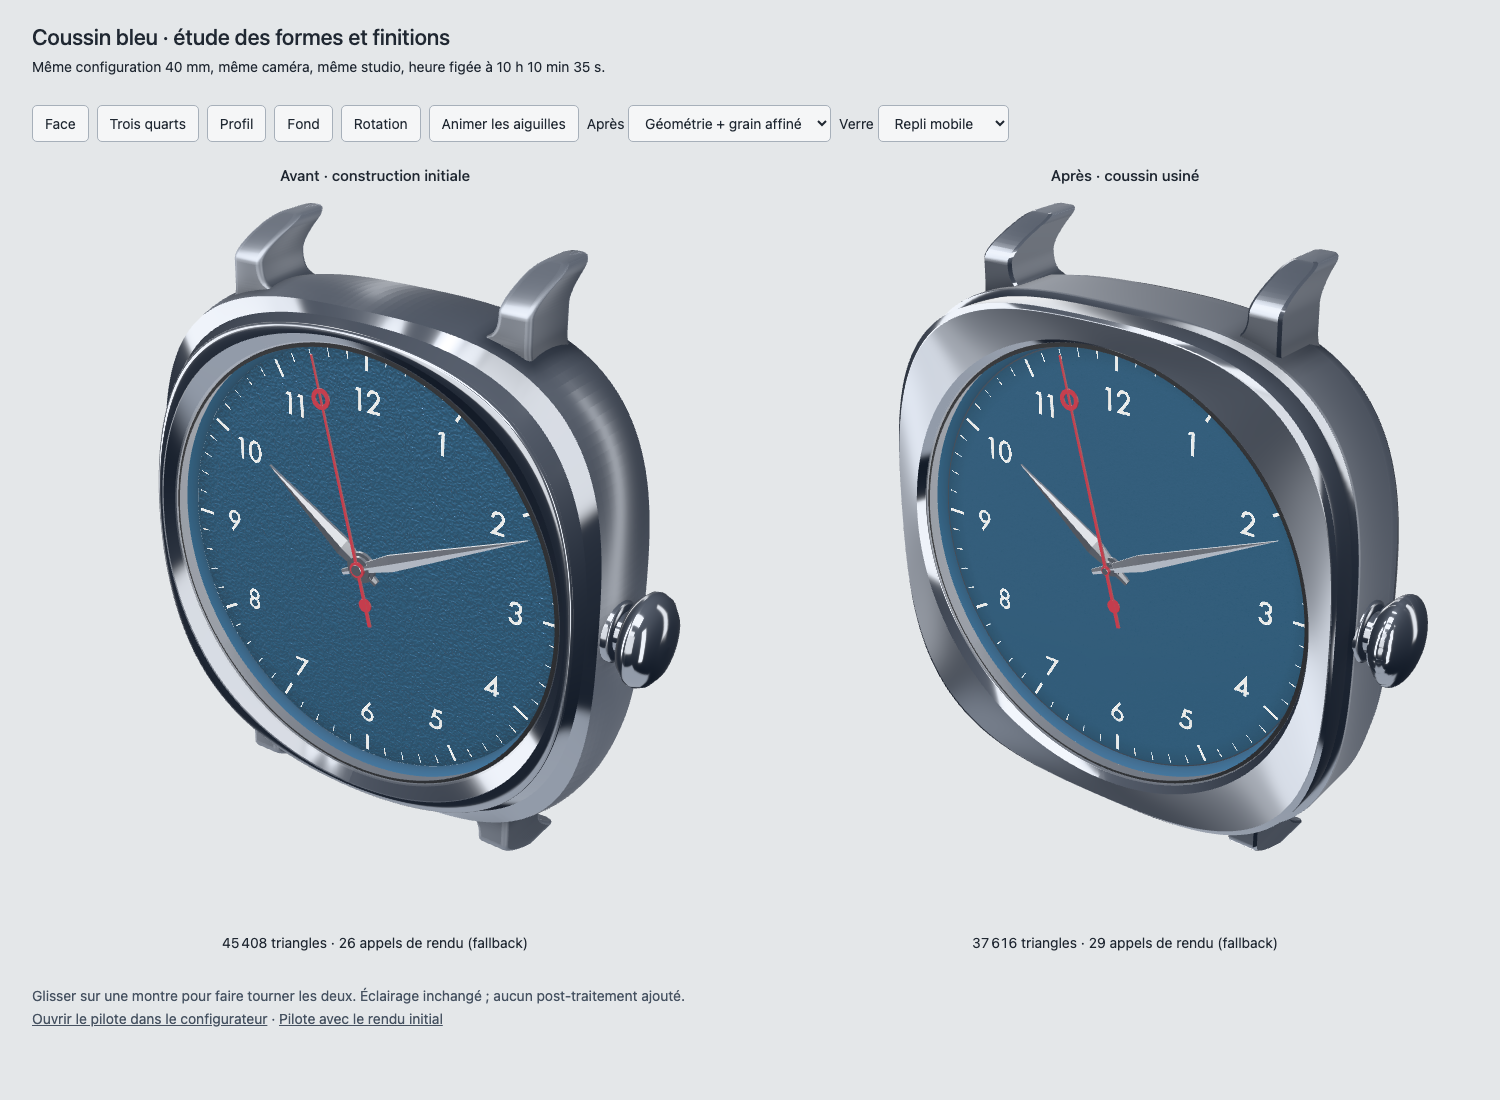 Coussin bleu · étude des formes et finitions
Même configuration 40 mm, même caméra, même studio, heure figée à 10 h 10 min 35 s.
Face Trois quarts Profil Fond Rotation Animer les aiguilles Après Géométrie + grain affiné Verre Repli mobile
Avant · construction initiale
Après · coussin usiné
11 12 1
10 2
9 3
8 4
7 6 5
11 12 1
10 2
9 3
8 4
7 6 5
45 408 triangles · 26 appels de rendu (fallback)
37 616 triangles · 29 appels de rendu (fallback)
Glisser sur une montre pour faire tourner les deux. Éclairage inchangé ; aucun post-traitement ajouté.
Ouvrir le pilote dans le configurateur · Pilote avec le rendu initial